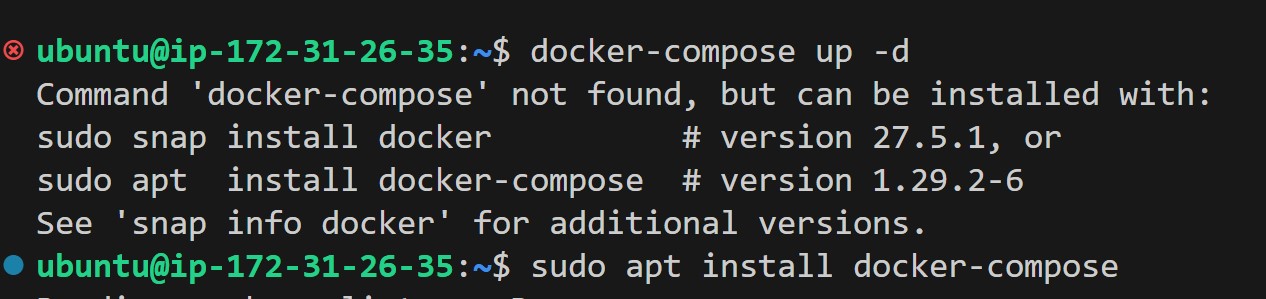 ubuntu@ip-172-31-26-35:~$ docker-compose up -d
Command 'docker-compose' not found, but can be installed with:
sudo snap install docker          # version 27.5.1, or
sudo apt  install docker-compose  # version 1.29.2-6
See 'snap info docker' for additional versions.
ubuntu@ip-172-31-26-35:~$ sudo apt install docker-compose